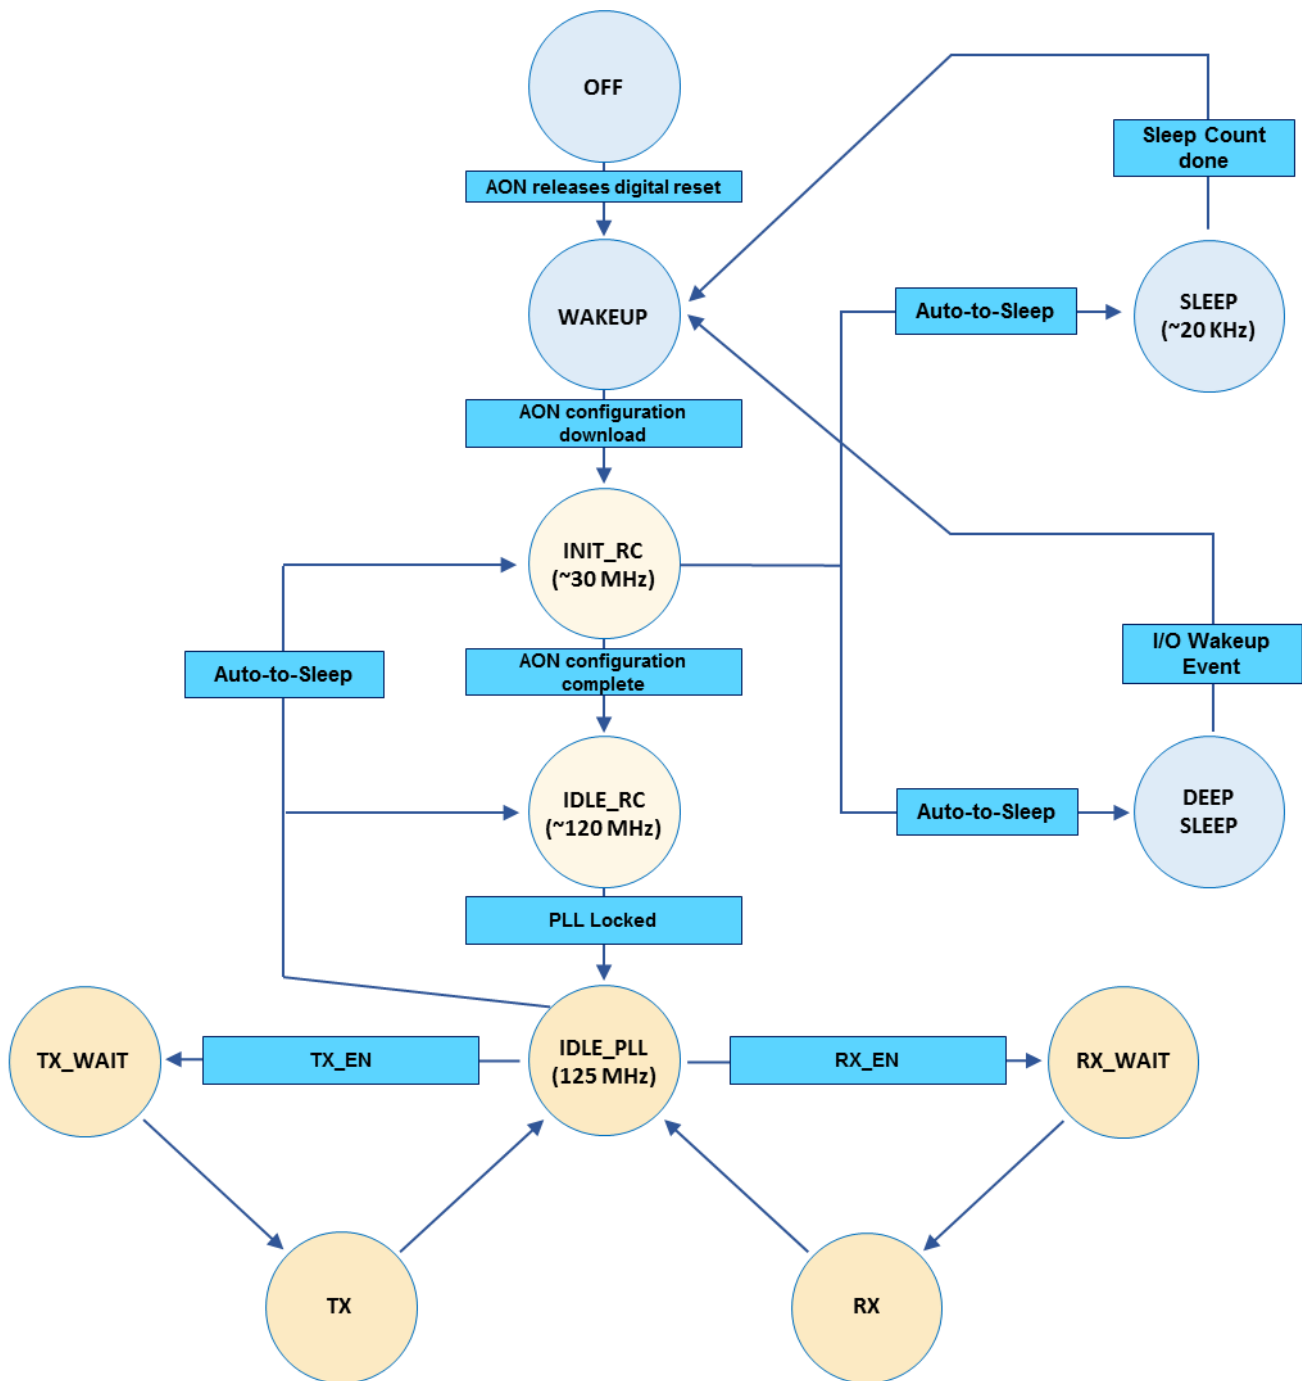 OFF
Sleep Count
done
AON releases digital reset
WAKEUP
SLEEP
(~20 KHz)
Auto-to-Sleep
AON configuration
download
INIT_RC
(~30 MHz)
I/O Wakeup
Event
Auto-to-Sleep
AON configuration
complete
IDLE_RC
(~120 MHz)
Auto-to-Sleep
DEEP
SLEEP
PLL Locked
TX_WAIT
TX_EN
IDLE_PLL
(125 MHz)
RX_EN
RX_WAIT
TX
RX